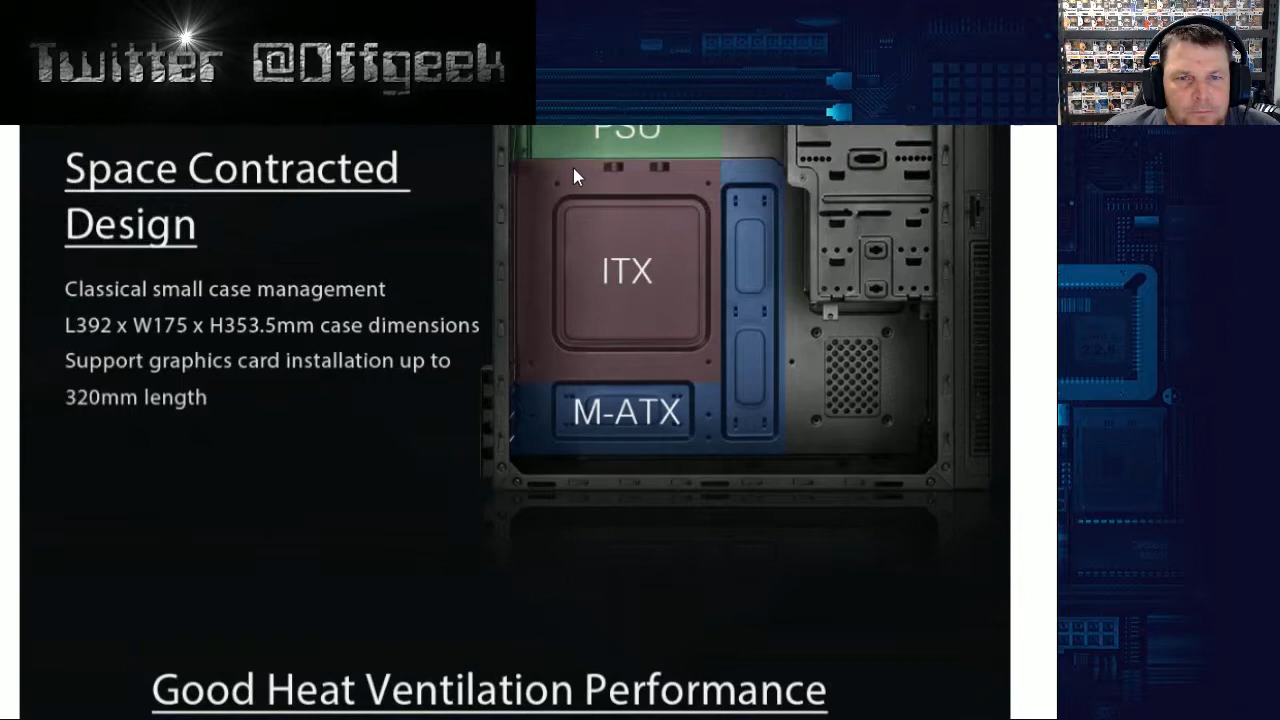 Twitter @Offgeek
PSU
Space Contracted
Design
ITX
Classical small case management
L392 x W175 x H353.5mm case dimensions
Support graphics card installation up to
320mm length
M-ATX
Good Heat Ventilation Performance